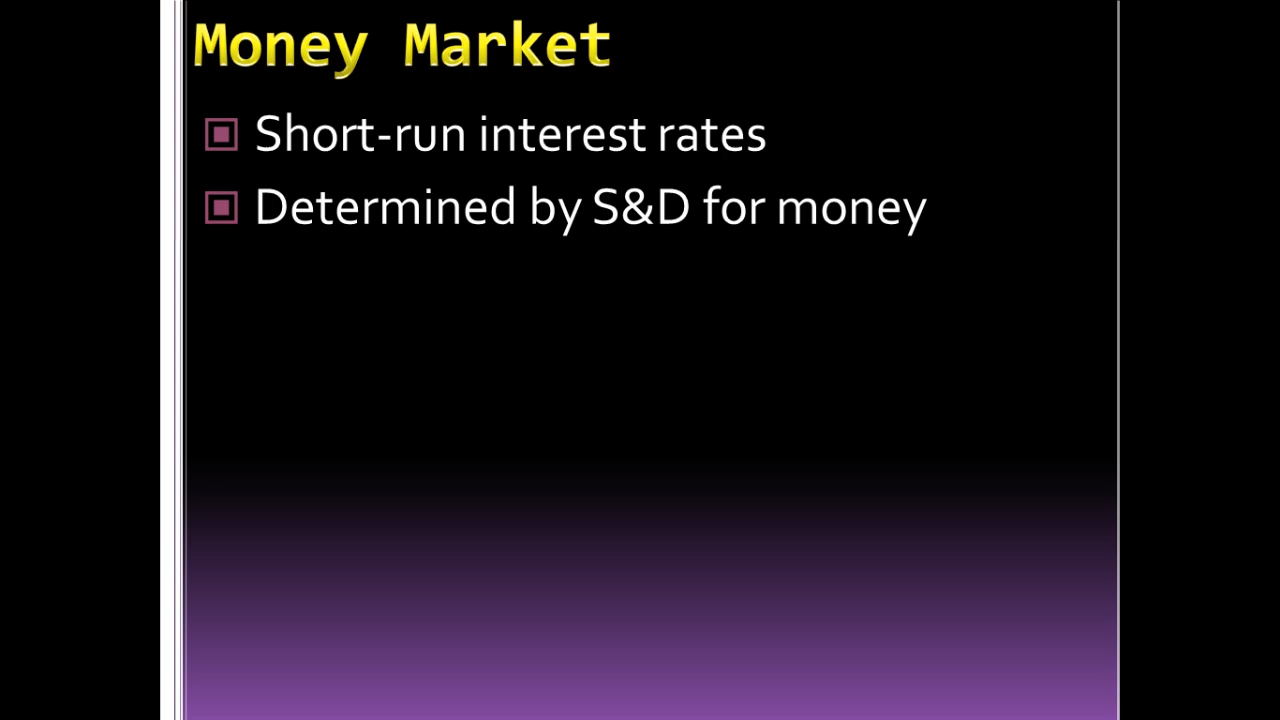 Money Market
Short-run interest rates
Determined by S&D for money